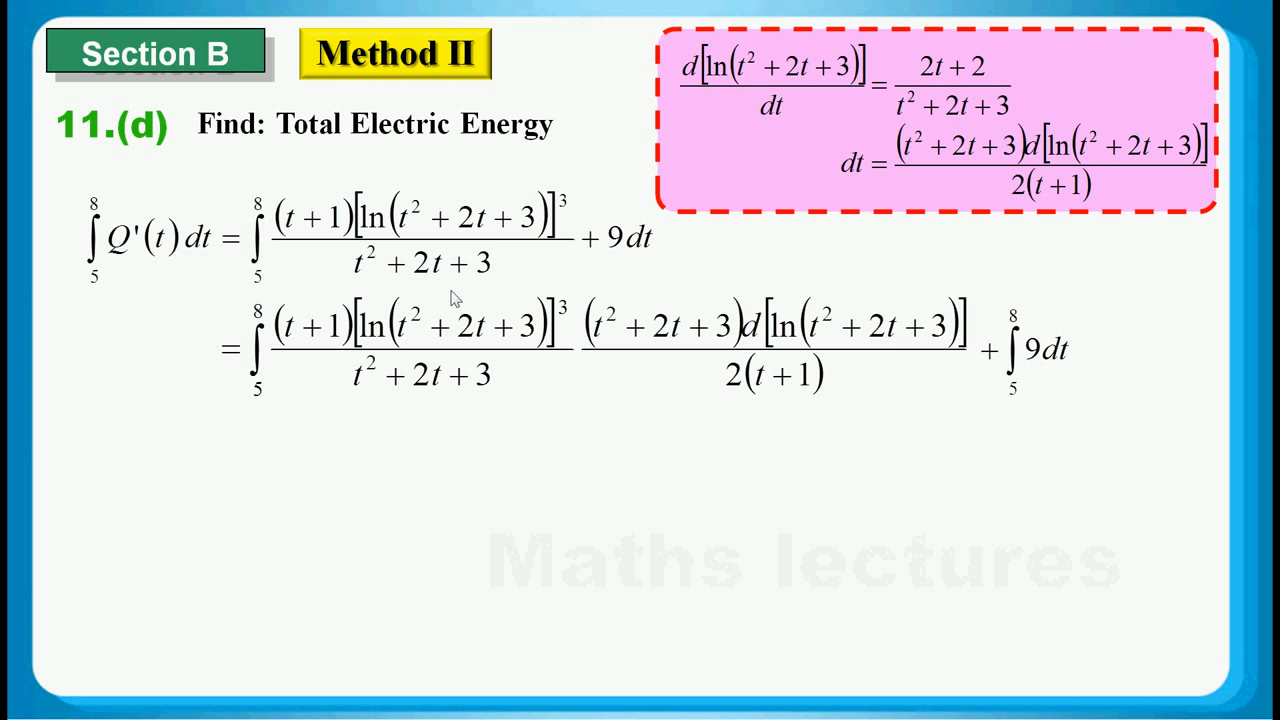 Section B
Method II
d[ln(t² + 2t + 3)]/dt = (2t + 2)/(t² + 2t + 3)
dt = (t² + 2t + 3)d[ln(t² + 2t + 3)]/2(t + 1)
11.(d) Find: Total Electric Energy
∫₅⁸ Q'(t) dt = ∫₅⁸ (t + 1)[ln(t² + 2t + 3)]³/(t² + 2t + 3) + 9dt
= ∫₅⁸ (t + 1)[ln(t² + 2t + 3)]³/(t² + 2t + 3) (t² + 2t + 3)d[ln(t² + 2t + 3)]/2(t + 1) + ∫₅⁸ 9dt
Maths lectures